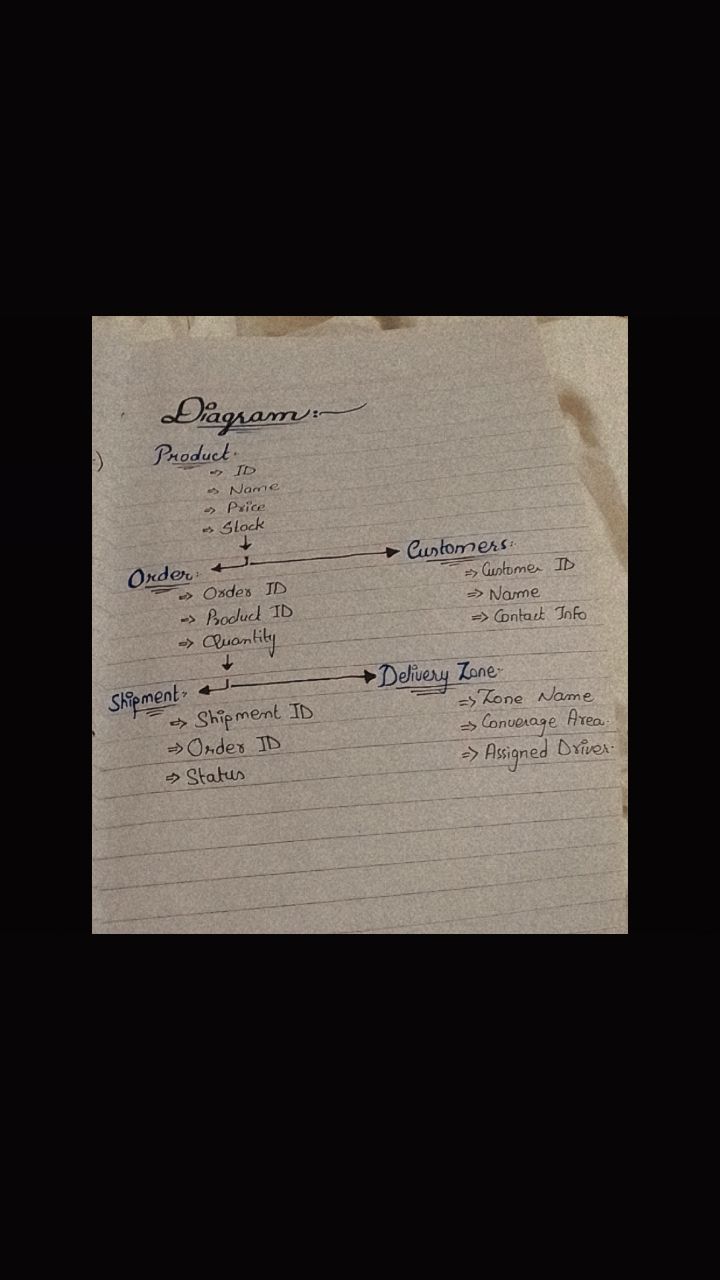 Diagram:-
Product.
⇒ ID
⇒ Name
⇒ Price
⇒ Stock
Order:
⇒ Order ID
⇒ Product ID
⇒ Quantity
Customers:
⇒ Customer ID
⇒ Name
⇒ Contact Info
Shipment:
⇒ Shipment ID
⇒ Order ID
⇒ Status
Delivery Zone.
⇒ Zone Name
⇒ Converage Area.
⇒ Assigned Driver.